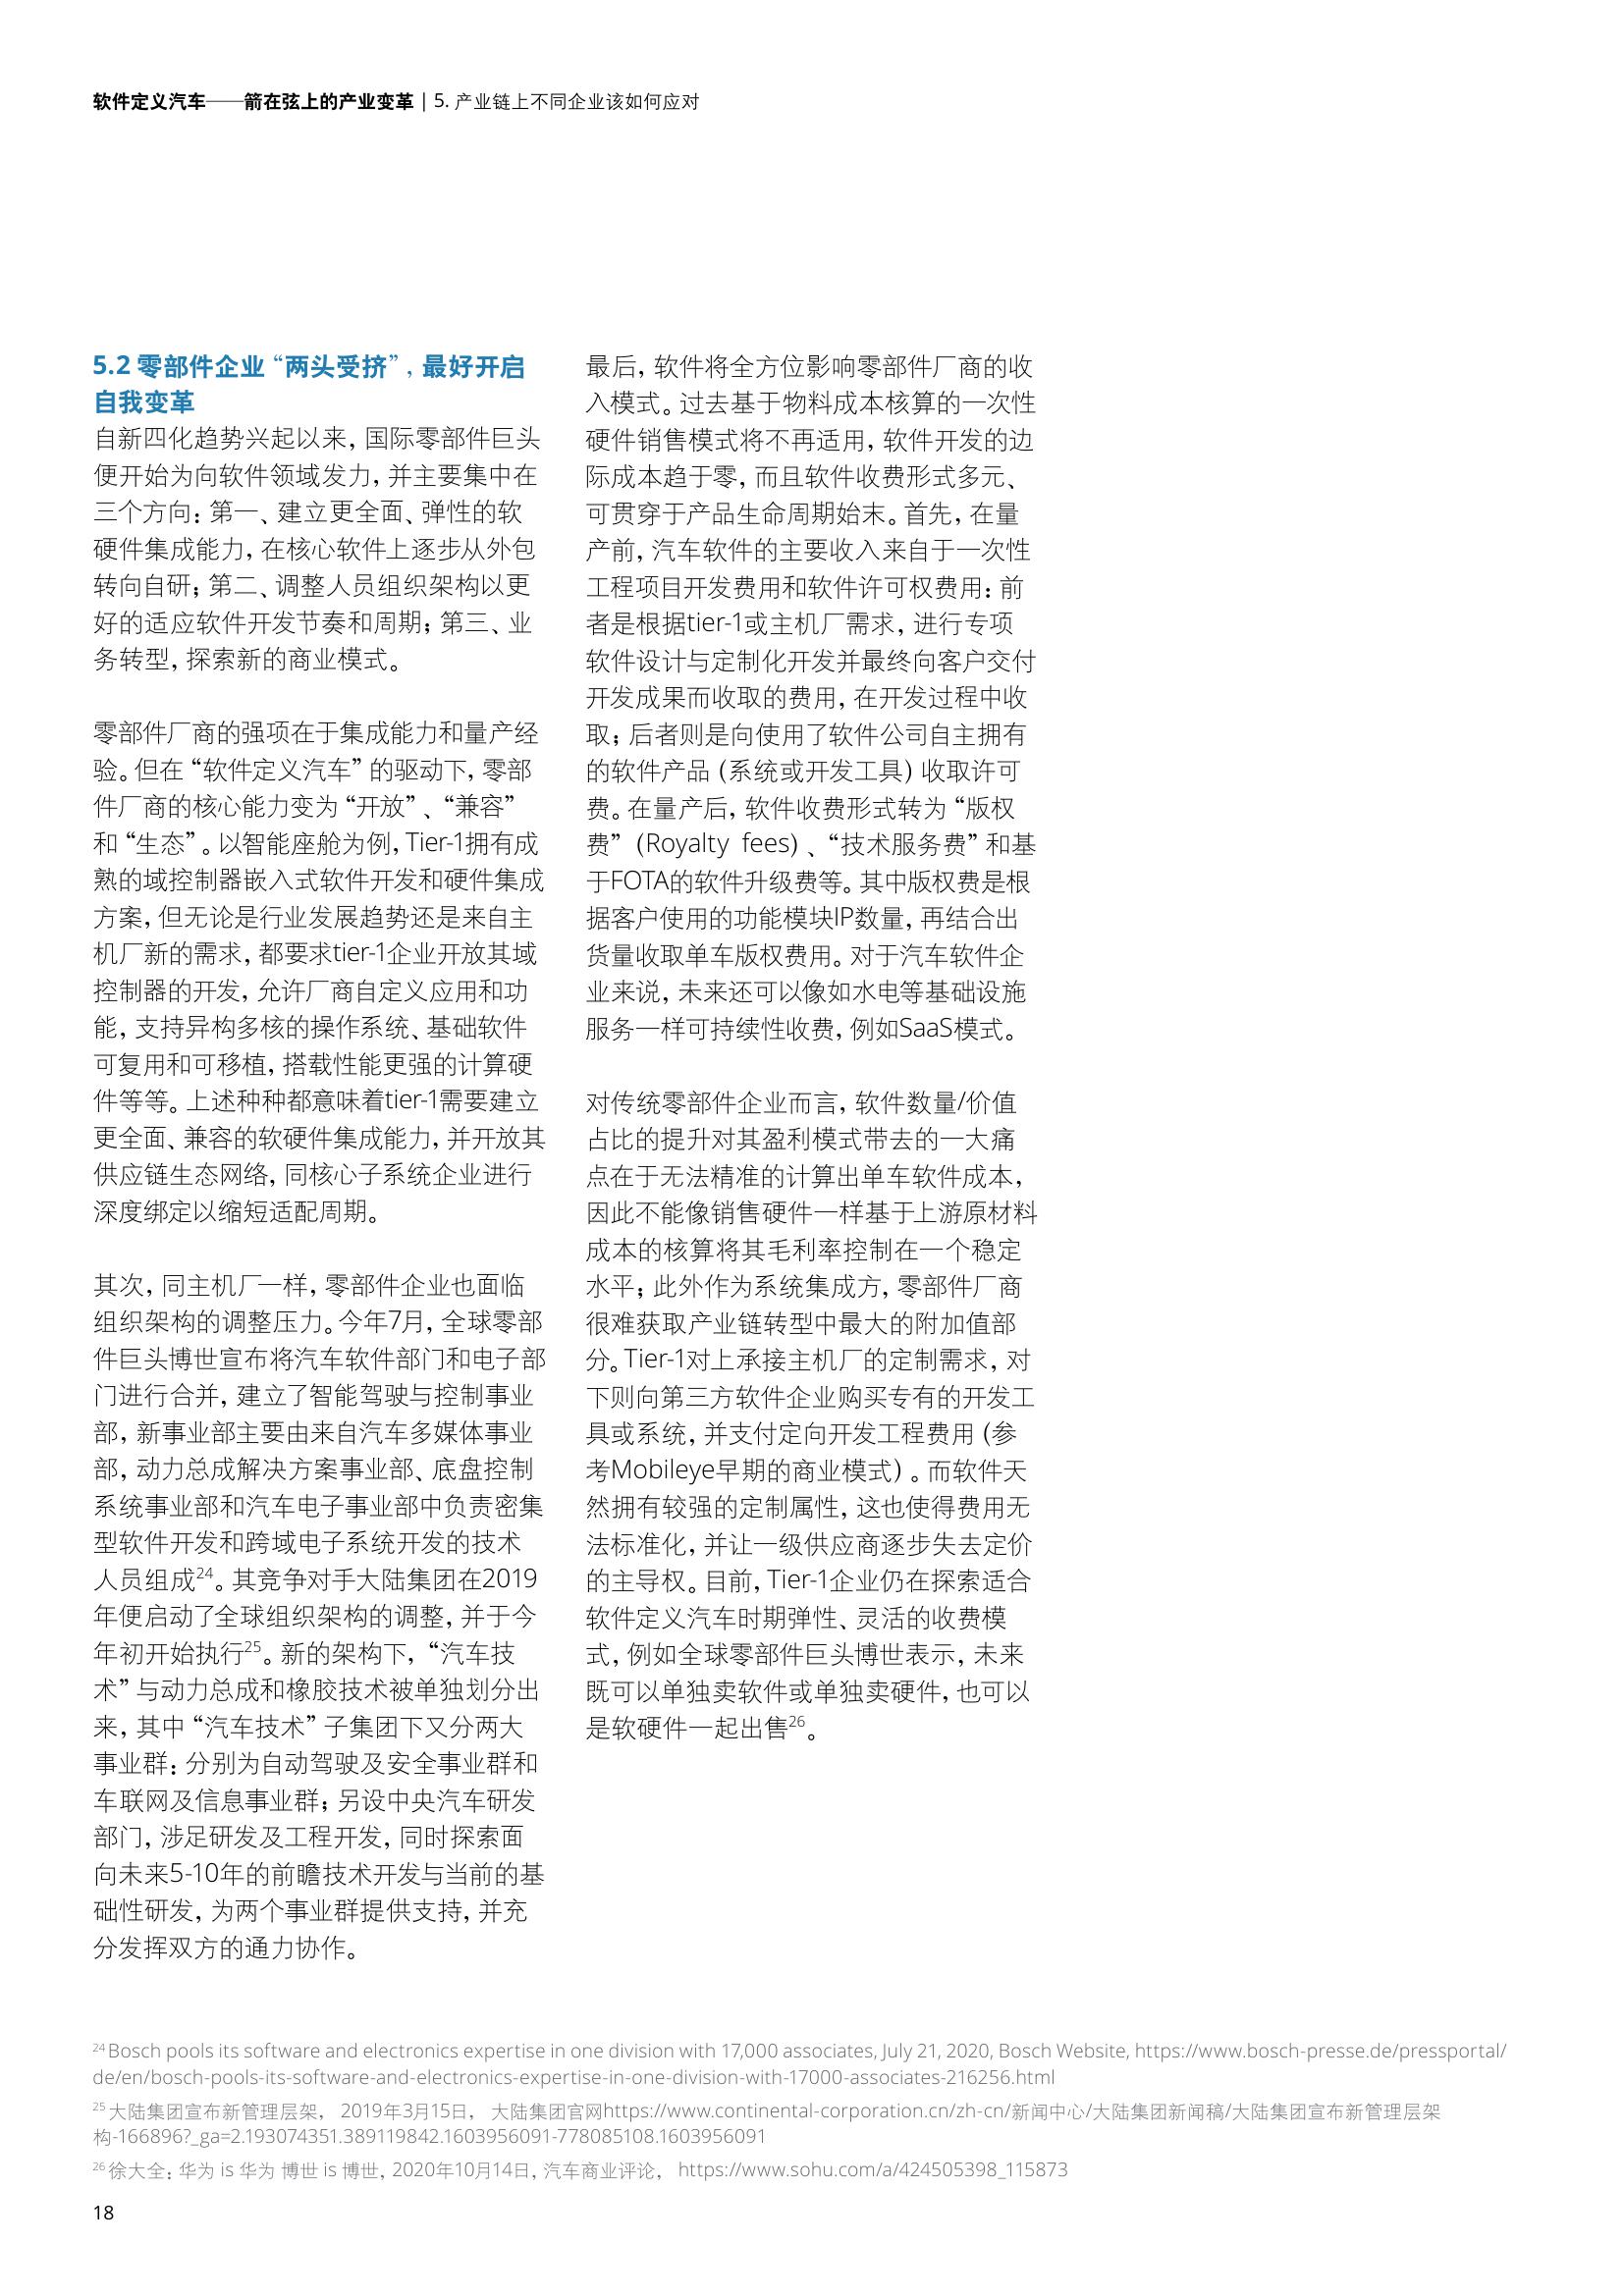 软件定义汽车——箭在弦上的产业变革 | 5. 产业链上不同企业该如何应对
5.2 零部件企业“两头受挤”，最好开启
自我变革
自新四化趋势兴起以来，国际零部件巨头
便开始为向软件领域发力，并主要集中在
三个方向：第一、建立更全面、弹性的软
硬件集成能力，在核心软件上逐步从外包
转向自研；第二、调整人员组织架构以更
好的适应软件开发节奏和周期；第三、业
务转型，探索新的商业模式。
零部件厂商的强项在于集成能力和量产经
验。但在“软件定义汽车”的驱动下，零部
件厂商的核心能力变为“开放”、“兼容”
和“生态”。以智能座舱为例，Tier-1拥有成
熟的域控制器嵌入式软件开发和硬件集成
方案，但无论是行业发展趋势还是来自主
机厂新的需求，都要求tier-1企业开放其域
控制器的开发，允许厂商自定义应用和功
能，支持异构多核的操作系统、基础软件
可复用和可移植，搭载性能更强的计算硬
件等等。上述种种都意味着tier-1需要建立
更全面、兼容的软硬件集成能力，并开放其
供应链生态网络，同核心子系统企业进行
深度绑定以缩短适配周期。
其次，同主机厂一样，零部件企业也面临
组织架构的调整压力。今年7月，全球零部
件巨头博世宣布将汽车软件部门和电子部
门进行合并，建立了智能驾驶与控制事业
部，新事业部主要由来自汽车多媒体事业
部，动力总成解决方案事业部、底盘控制
系统事业部和汽车电子事业部中负责密集
型软件开发和跨域电子系统开发的技术
人员组成24。其竞争对手大陆集团在2019
年便启动了全球组织架构的调整，并于今
年初开始执行25。新的架构下，“汽车技
术”与动力总成和橡胶技术被单独划分出
来，其中“汽车技术”子集团下又分两大
事业群：分别为自动驾驶及安全事业群和
车联网及信息事业群；另设中央汽车研发
部门，涉足研发及工程开发，同时探索面
向未来5-10年的前瞻技术开发与当前的基
础性研发，为两个事业群提供支持，并充
分发挥双方的通力协作。
最后，软件将全方位影响零部件厂商的收
入模式。过去基于物料成本核算的一次性
硬件销售模式将不再适用，软件开发的边
际成本趋于零，而且软件收费形式多元、
可贯穿于产品生命周期始末。首先，在量
产前，汽车软件的主要收入来自于一次性
工程项目开发费用和软件许可权费用：前
者是根据tier-1或主机厂需求，进行专项
软件设计与定制化开发并最终向客户交付
开发成果而收取的费用，在开发过程中收
取；后者则是向使用了软件公司自主拥有
的软件产品（系统或开发工具）收取许可
费。在量产后，软件收费形式转为“版权
费”（Royalty fees）、“技术服务费”和基
于FOTA的软件升级费等。其中版权费是根
据客户使用的功能模块IP数量，再结合出
货量收取单车版权费用。对于汽车软件企
业来说，未来还可以像如水电等基础设施
服务一样可持续性收费，例如SaaS模式。
对传统零部件企业而言，软件数量/价值
占比的提升对其盈利模式带去的一大痛
点在于无法精准的计算出单车软件成本，
因此不能像销售硬件一样基于上游原材料
成本的核算将其毛利率控制在一个稳定
水平；此外作为系统集成方，零部件厂商
很难获取产业链转型中最大的附加值部
分。Tier-1对上承接主机厂的定制需求，对
下则向第三方软件企业购买专有的开发工
具或系统，并支付定向开发工程费用（参
考Mobileye早期的商业模式）。而软件天
然拥有较强的定制属性，这也使得费用无
法标准化，并让一级供应商逐步失去定价
的主导权。目前，Tier-1企业仍在探索适合
软件定义汽车时期弹性、灵活的收费模
式，例如全球零部件巨头博世表示，未来
既可以单独卖软件或单独卖硬件，也可以
是软硬件一起出售26。
24 Bosch pools its software and electronics expertise in one division with 17,000 associates, July 21, 2020, Bosch Website, https://www.bosch-presse.de/pressportal/
de/en/bosch-pools-its-software-and-electronics-expertise-in-one-division-with-17000-associates-216256.html
25 大陆集团宣布新管理层架， 2019年3月15日， 大陆集团官网https://www.continental-corporation.cn/zh-cn/新闻中心/大陆集团新闻稿/大陆集团宣布新管理层架
构-166896?_ga=2.193074351.389119842.1603956091-778085108.1603956091
26 徐大全：华为 is 华为 博世 is 博世，2020年10月14日，汽车商业评论， https://www.sohu.com/a/424505398_115873
18